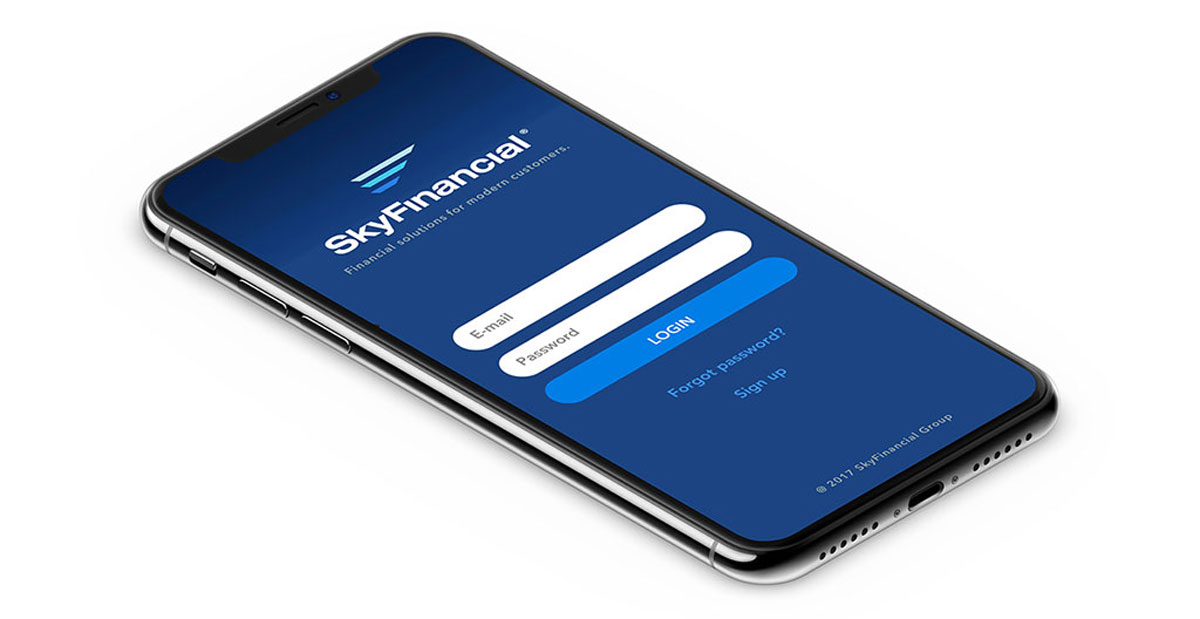 SkyFinancial®
Financial solutions for modern customers.
E-mail
Password
LOGIN
Forgot password?
Sign up
@ 2017 SkyFinancial Group